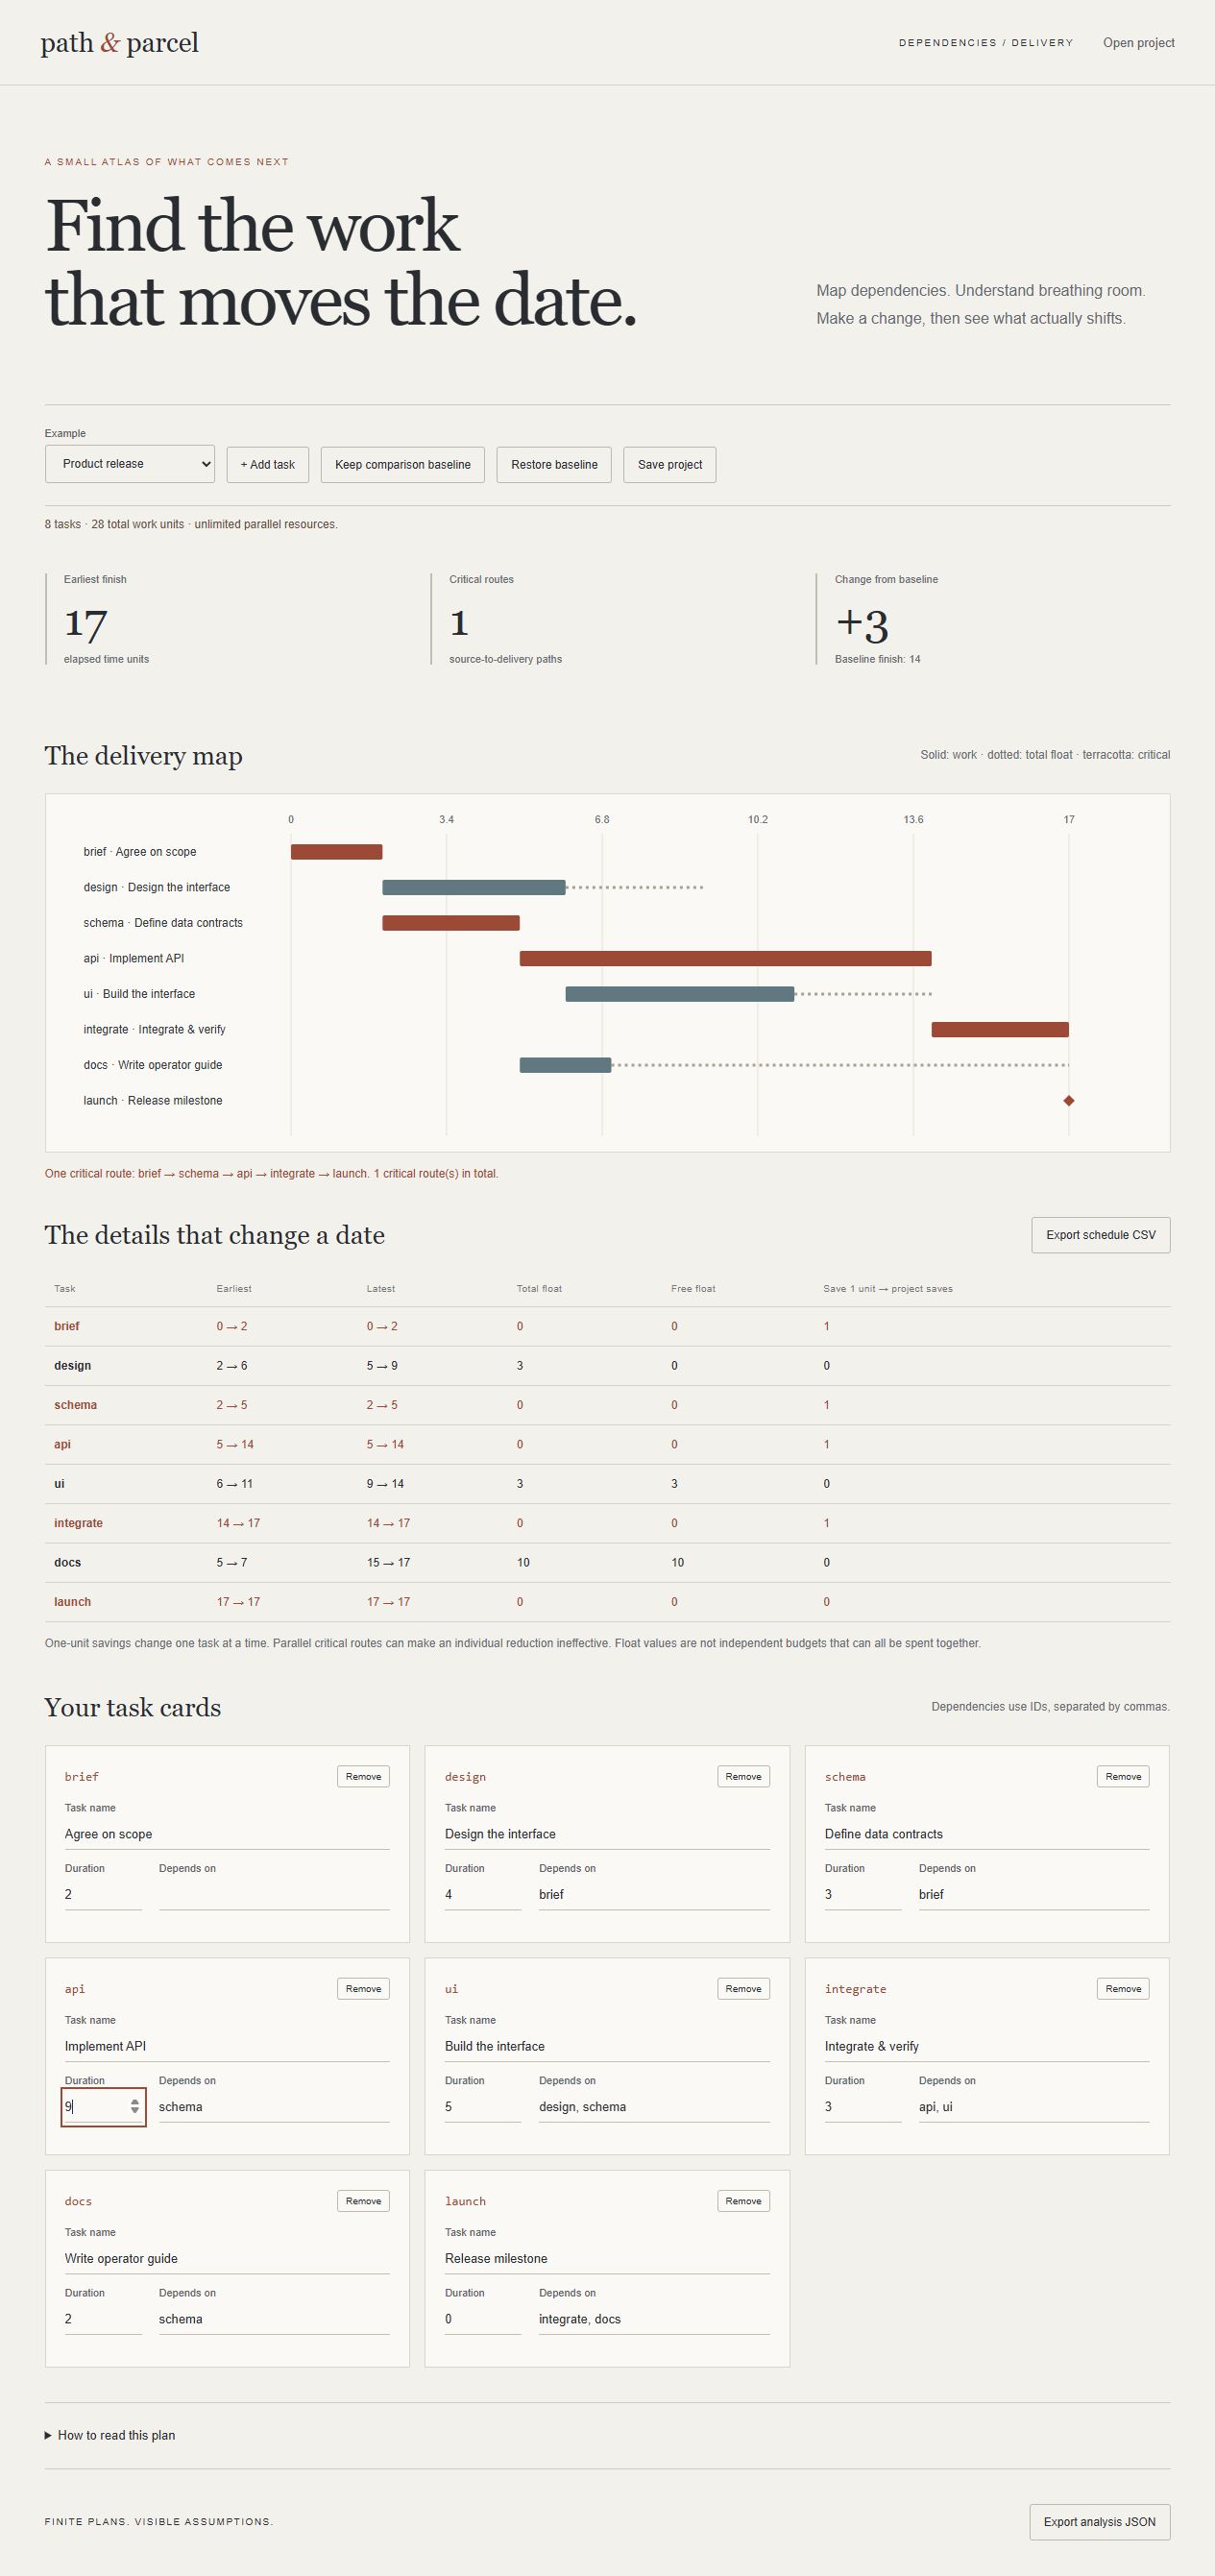 path & parcel
DEPENDENCIES / DELIVERY
Open project
A SMALL ATLAS OF WHAT COMES NEXT
Find the work
that moves the date.
Map dependencies. Understand breathing room.
Make a change, then see what actually shifts.
Example
Product release
+ Add task
Keep comparison baseline
Restore baseline
Save project
8 tasks · 28 total work units · unlimited parallel resources.
Earliest finish
17
elapsed time units
Critical routes
1
source-to-delivery paths
Change from baseline
+3
Baseline finish: 14
The delivery map
Solid: work · dotted: total float · terracotta: critical
0 3.4 6.8 10.2 13.6 17
brief · Agree on scope
design · Design the interface
schema · Define data contracts
api · Implement API
ui · Build the interface
integrate · Integrate & verify
docs · Write operator guide
launch · Release milestone
One critical route: brief → schema → api → integrate → launch. 1 critical route(s) in total.
The details that change a date
Export schedule CSV
Task Earliest Latest Total float Free float Save 1 unit → project saves
brief 0 → 2 0 → 2 0 0 1
design 2 → 6 5 → 9 3 0 0
schema 2 → 5 2 → 5 0 0 1
api 5 → 14 5 → 14 0 0 1
ui 6 → 11 9 → 14 3 3 0
integrate 14 → 17 14 → 17 0 0 1
docs 5 → 7 15 → 17 10 10 0
launch 17 → 17 17 → 17 0 0 0
One-unit savings change one task at a time. Parallel critical routes can make an individual reduction ineffective. Float values are not independent budgets that can all be spent together.
Your task cards
Dependencies use IDs, separated by commas.
brief
Remove
Task name
Agree on scope
Duration Depends on
2
design
Remove
Task name
Design the interface
Duration Depends on
4 brief
schema
Remove
Task name
Define data contracts
Duration Depends on
3 brief
api
Remove
Task name
Implement API
Duration Depends on
9 schema
ui
Remove
Task name
Build the interface
Duration Depends on
5 design, schema
integrate
Remove
Task name
Integrate & verify
Duration Depends on
3 api, ui
docs
Remove
Task name
Write operator guide
Duration Depends on
2 schema
launch
Remove
Task name
Release milestone
Duration Depends on
0 integrate, docs
How to read this plan
FINITE PLANS. VISIBLE ASSUMPTIONS.
Export analysis JSON